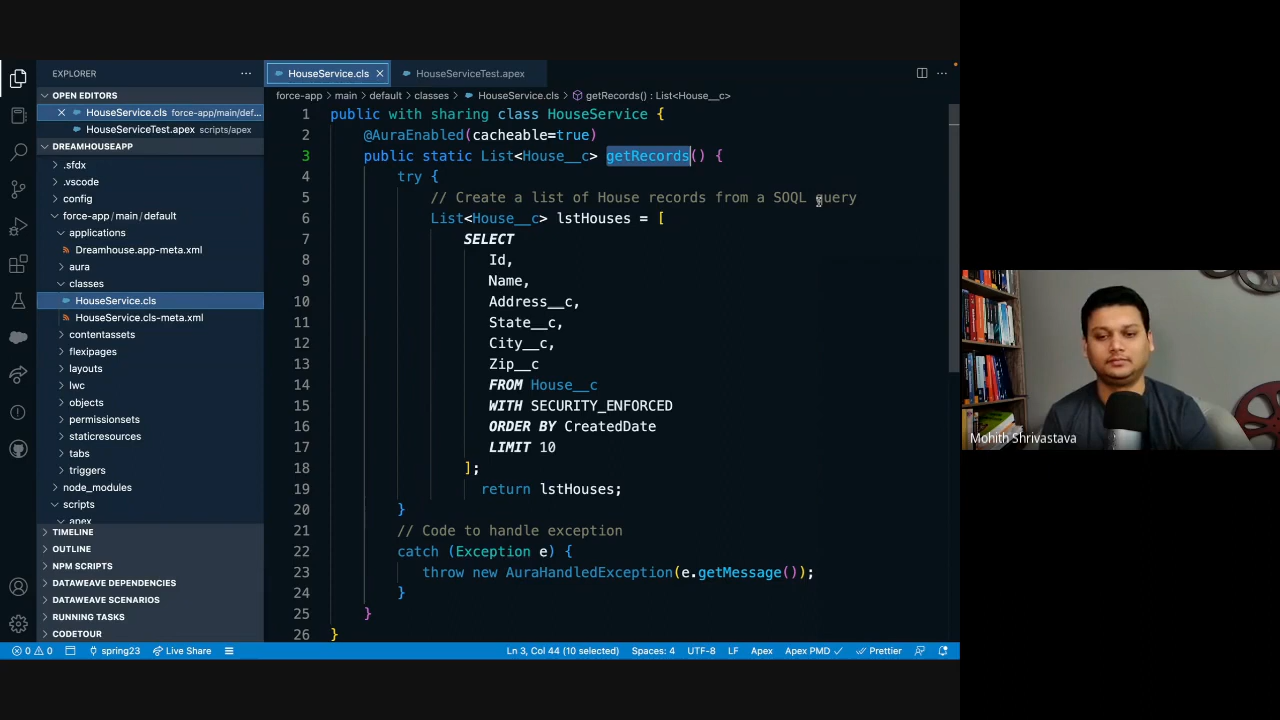 EXPLORER
OPEN EDITORS
HouseService.cls force-app/main/def...
HouseServiceTest.apex scripts/apex
DREAMHOUSEAPP
.sfdx
.vscode
config
force-app / main / default
applications
Dreamhouse.app-meta.xml
aura
classes
HouseService.cls
HouseService.cls-meta.xml
contentassets
flexipages
layouts
lwc
objects
permissionsets
staticresources
tabs
triggers
node_modules
scripts
apex
TIMELINE
OUTLINE
NPM SCRIPTS
DATAWEAVE DEPENDENCIES
DATAWEAVE SCENARIOS
RUNNING TASKS
CODETOUR
HouseService.cls HouseServiceTest.apex
force-app > main > default > classes > HouseService.cls > getRecords() : List<House__c>
1 public with sharing class HouseService {
2 @AuraEnabled(cacheable=true)
3 public static List<House__c> getRecords() {
4 try {
5 // Create a list of House records from a SOQL query
6 List<House__c> lstHouses = [
7 SELECT
8 Id,
9 Name,
10 Address__c,
11 State__c,
12 City__c,
13 Zip__c
14 FROM House__c
15 WITH SECURITY_ENFORCED
16 ORDER BY CreatedDate
17 LIMIT 10
18 ];
19 return lstHouses;
20 }
21 // Code to handle exception
22 catch (Exception e) {
23 throw new AuraHandledException(e.getMessage());
24 }
25 }
26 }
0 0 spring23 Live Share Ln 3, Col 44 (10 selected) Spaces: 4 UTF-8 LF Apex Apex PMD Prettier
Mohith Shrivastava